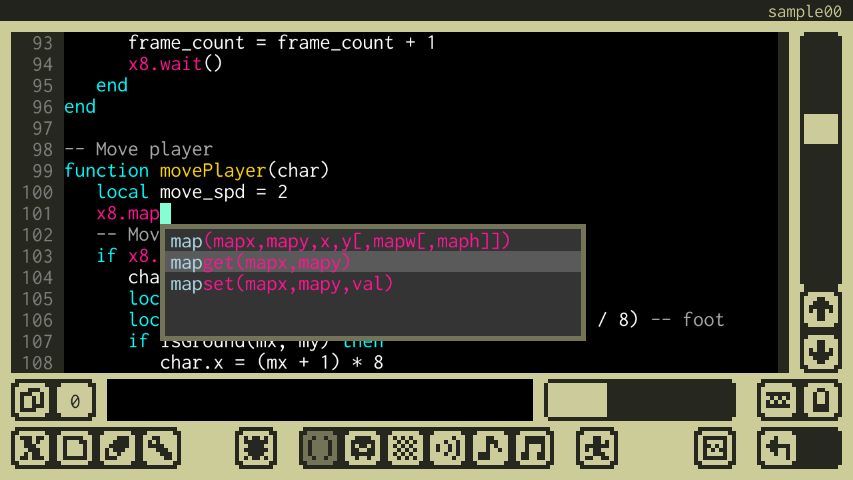 sample00
93 frame_count = frame_count + 1
94 x8.wait()
95 end
96 end
97
98 -- Move player
99 function movePlayer(char)
100 local move_spd = 2
101 x8.map
102 -- Mov
map(mapx,mapy,x,y[,mapw[,maph]])
103 if x8.
mapget(mapx,mapy)
104 cha
mapset(mapx,mapy,val)
105 loc
106 loc / 8) -- foot
107 if isGround(mx, my) then
108 char.x = (mx + 1) * 8
0